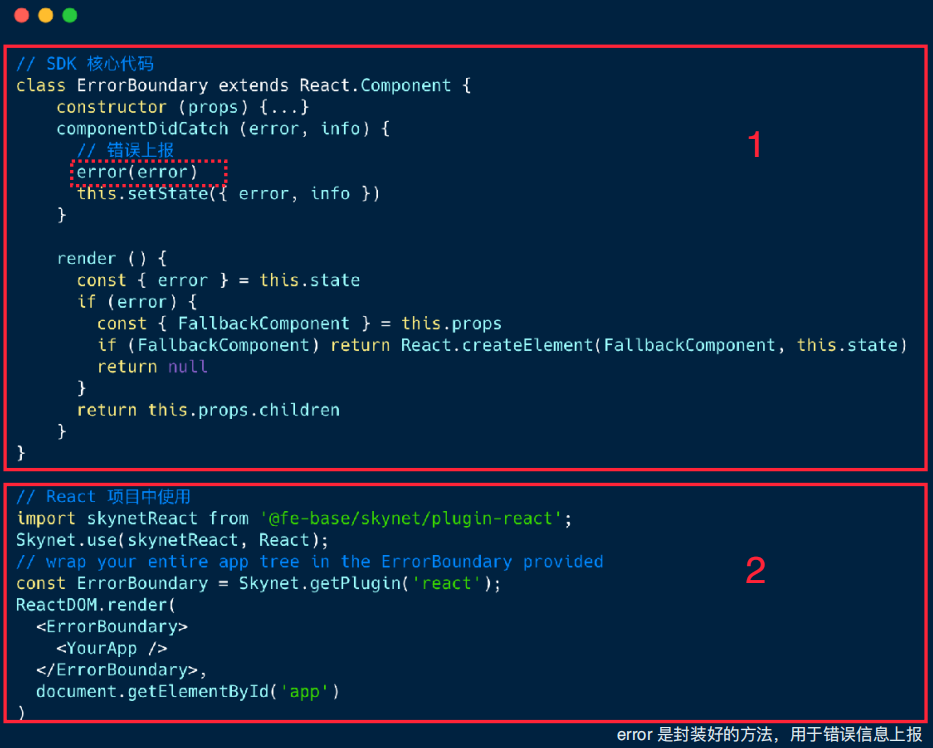 // SDK 核心代码
class ErrorBoundary extends React.Component {
    constructor (props) {...}
    componentDidCatch (error, info) {
      // 错误上报
      error(error)
      this.setState({ error, info })
    }
1
    render () {
      const { error } = this.state
      if (error) {
        const { FallbackComponent } = this.props
        if (FallbackComponent) return React.createElement(FallbackComponent, this.state)
        return null
      }
      return this.props.children
    }
}
// React 项目中使用
import skynetReact from '@fe-base/skynet/plugin-react';
Skynet.use(skynetReact, React);
// wrap your entire app tree in the ErrorBoundary provided
const ErrorBoundary = Skynet.getPlugin('react');
ReactDOM.render(
  <ErrorBoundary>
    <YourApp />
  </ErrorBoundary>,
  document.getElementById('app')
)
2
error 是封装好的方法，用于错误信息上报